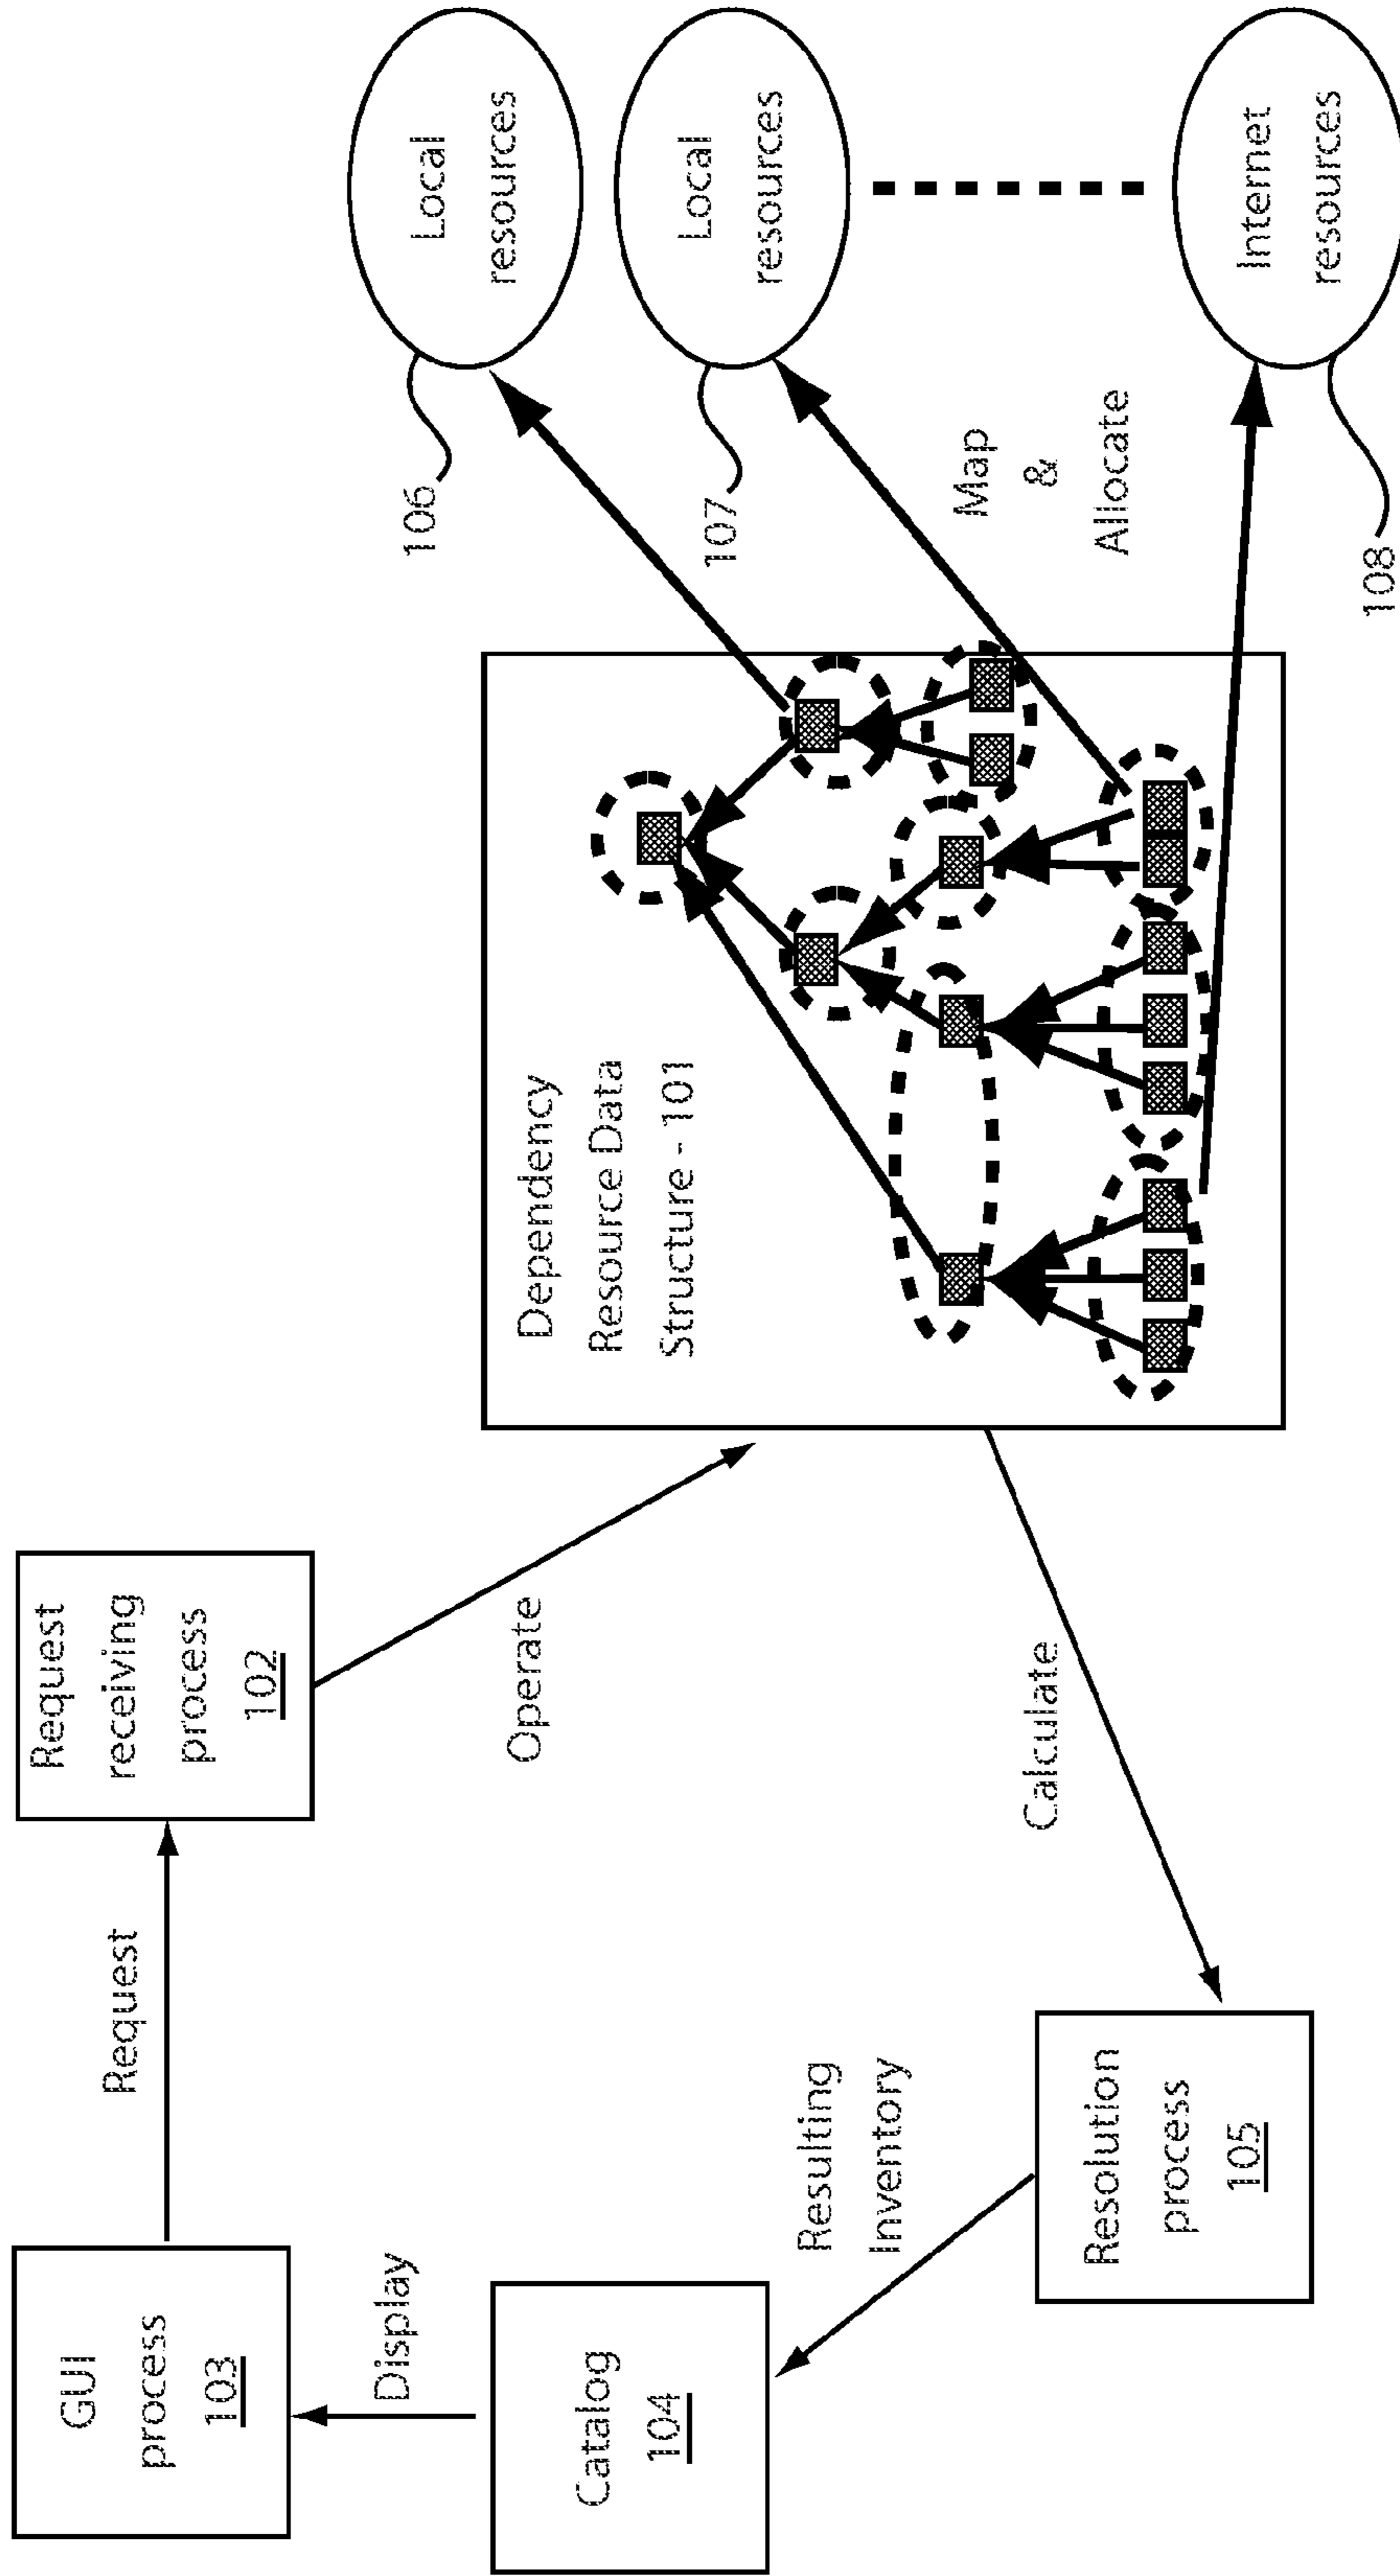 GUI
process
103
Request
Request
receiving
process
102
Display
Catalog
104
Resulting
Inventory
Resolution
process
105
Operate
Calculate
Dependency
Resource Data
Structure - 101
Map
&
Allocate
106
107
108
Local
resources
Local
resources
Internet
resources